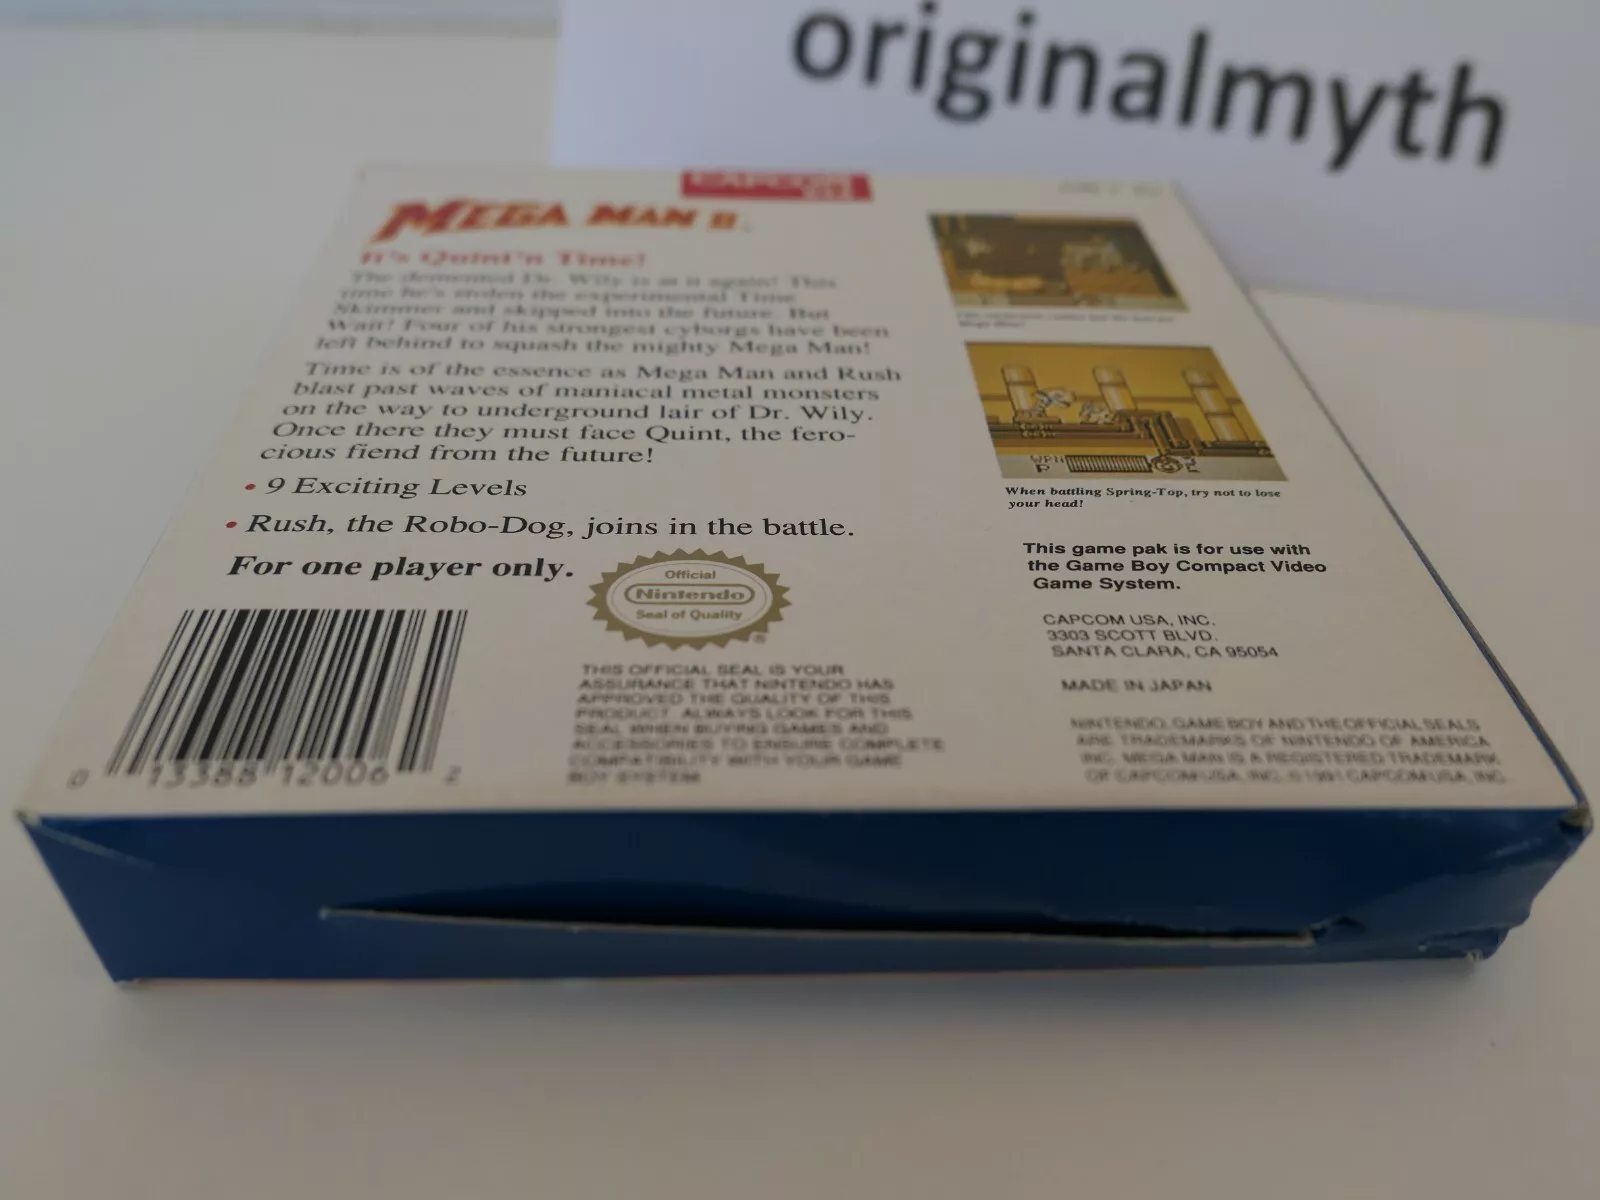 originalmyth
CAPCOM
USA
MEGA MAN II
It's Quint'n Time!
The demented Dr. Wily is at it again! This
time he's stolen the experimental Time
Skimmer and skipped into the future. But
Wait! Four of his strongest cyborgs have been
left behind to squash the mighty Mega Man!
Time is of the essence as Mega Man and Rush
blast past waves of maniacal metal monsters
on the way to underground lair of Dr. Wily.
Once there they must face Quint, the fero-
cious fiend from the future!
• 9 Exciting Levels
• Rush, the Robo-Dog, joins in the battle.
For one player only.
Official
Nintendo
Seal of Quality
®
0 13388 12006 2
THIS OFFICIAL SEAL IS YOUR
ASSURANCE THAT NINTENDO HAS
APPROVED THE QUALITY OF THIS
PRODUCT. ALWAYS LOOK FOR THIS
SEAL WHEN BUYING GAMES AND
ACCESSORIES TO ENSURE COMPLETE
COMPATIBILITY WITH YOUR GAME
BOY SYSTEM.
Mega Man!
WPN
P
When battling Spring-Top, try not to lose
your head!
This game pak is for use with
the Game Boy Compact Video
Game System.
CAPCOM USA, INC.
3303 SCOTT BLVD.
SANTA CLARA, CA 95054
MADE IN JAPAN
NINTENDO, GAME BOY AND THE OFFICIAL SEALS
ARE TRADEMARKS OF NINTENDO OF AMERICA
INC. MEGA MAN IS A REGISTERED TRADEMARK
OF CAPCOM USA, INC. ©1991 CAPCOM USA, INC.